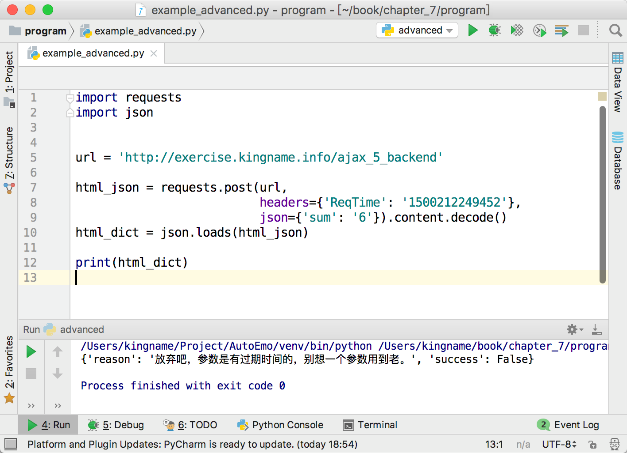 example_advanced.py - program - [~/book/chapter_7/program]
program example_advanced.py advanced
example_advanced.py
1: Project
Z: Structure
2: Favorites
1 import requests
2 import json
3
4
5 url = 'http://exercise.kingname.info/ajax_5_backend'
6
7 html_json = requests.post(url,
8 headers={'ReqTime': '1500212249452'},
9 json={'sum': '6'}).content.decode()
10 html_dict = json.loads(html_json)
11
12 print(html_dict)
13
Data View
Database
Run advanced
/Users/kingname/Project/AutoEmo/venv/bin/python /Users/kingname/book/chapter_7/program
{'reason': '放弃吧，参数是有过期时间的，别想一个参数用到老。', 'success': False}
Process finished with exit code 0
4: Run 5: Debug 6: TODO Python Console Terminal 2 Event Log
Platform and Plugin Updates: PyCharm is ready to update. (today 18:54) 13:1 n/a UTF-8